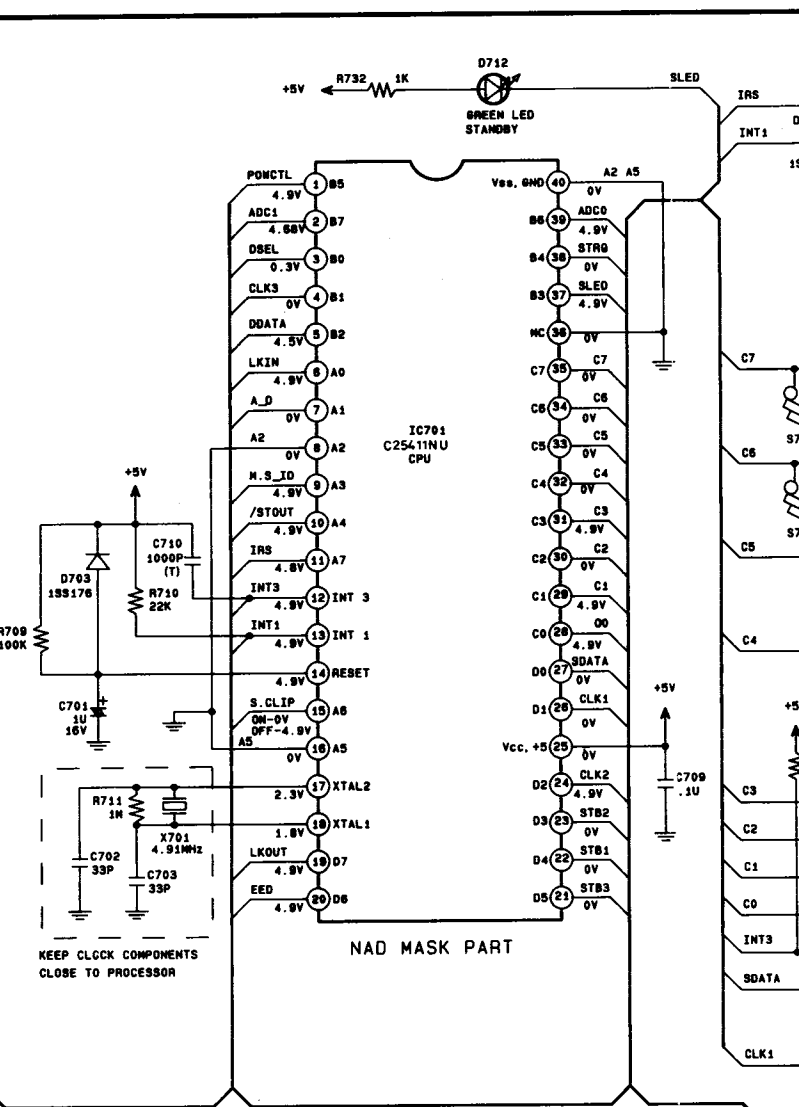 D712
+5V R732 1K SLED
GREEN LED
STANDBY
IRS
INT1
POWCTL 1 B5
4.9V
ADC1 2 B7
4.68V
DSEL 3 B0
0.3V
CLK3 4 B1
0V
DDATA 5 B2
4.5V
LKIN 6 A0
4.9V
A_D 7 A1
0V
A2 8 A2
0V
M.S_ID 9 A3
4.9V
/STOUT 10 A4
4.9V
IRS 11 A7
4.8V
INT3 12 INT 3
4.9V
INT1 13 INT 1
4.9V
14 RESET
4.9V
S.CLIP 15 A6
ON-0V
OFF-4.9V
A5 16 A5
0V
17 XTAL2
2.3V
18 XTAL1
1.8V
LKOUT 19 D7
4.9V
EED 20 D6
4.9V
IC701
C25411NU
CPU
Vss, GND 40 A2 A5
0V
B6 39 ADC0
4.9V
B4 38 STRQ
0V
B3 37 SLED
4.9V
NC 36
0V
C7 35 C7
0V
C6 34 C6
0V
C5 33 C5
0V
C4 32 C4
0V
C3 31 C3
4.9V
C2 30 C2
0V
C1 29 C1
4.9V
C0 28 OO
4.9V
D0 27 SDATA
0V
D1 26 CLK1
0V
Vcc, +5 25
0V
D2 24 CLK2
4.9V
D3 23 STB2
0V
D4 22 STB1
0V
D5 21 STB3
0V
NAD MASK PART
+5V
C710
1000P
(T)
D703
1SS176
R710
22K
R709
100K
C701
1U
16V
+
R711
1M
X701
4.91MHz
C702
33P
C703
33P
KEEP CLOCK COMPONENTS
CLOSE TO PROCESSOR
+5V
C709
.1U
C7
C6
C5
C4
+5
C3
C2
C1
C0
INT3
SDATA
CLK1